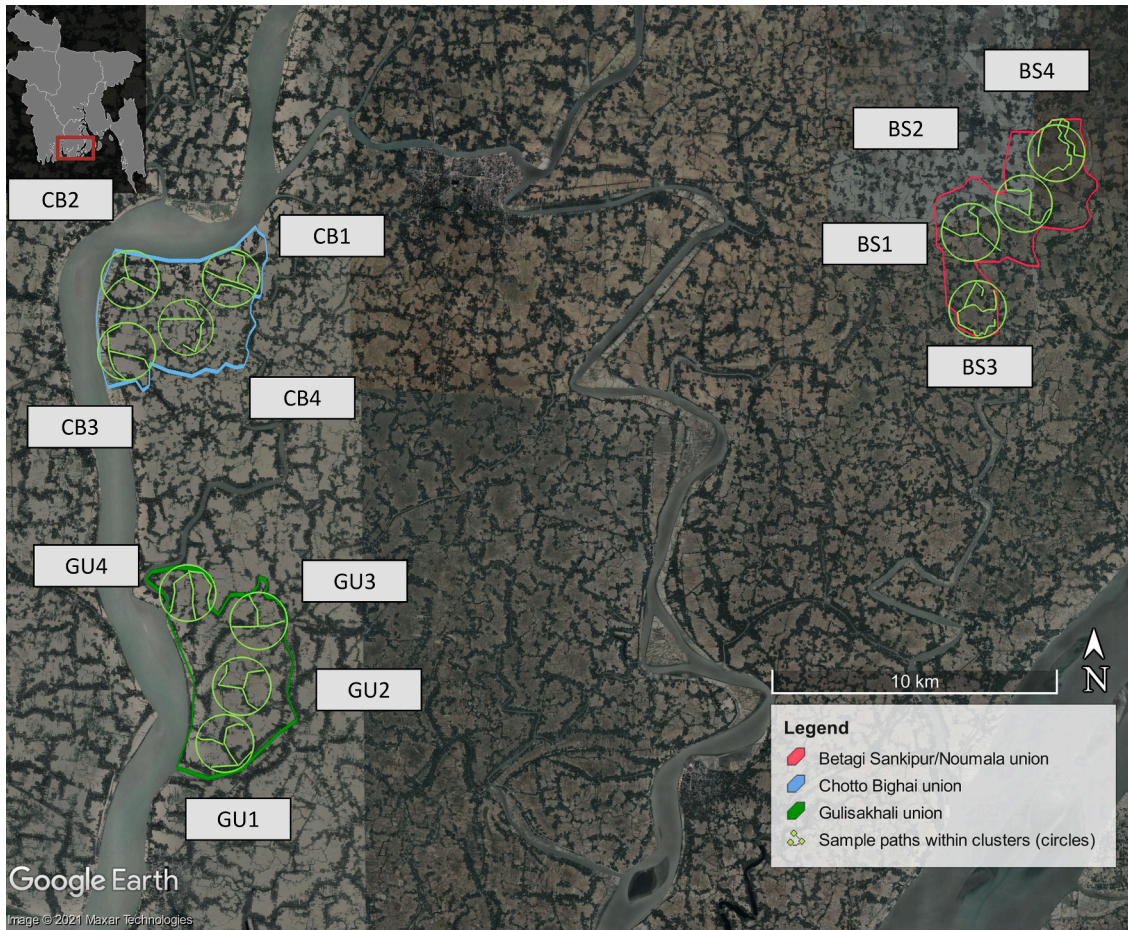 BS4
BS2
CB2
CB1
BS1
BS3
CB4
CB3
GU4
GU3
GU2
10 km
N
Legend
Betagi Sankipur/Noumala union
Chotto Bighai union
Gulisakhali union
Sample paths within clusters (circles)
GU1
Google Earth
Image © 2021 Maxar Technologies